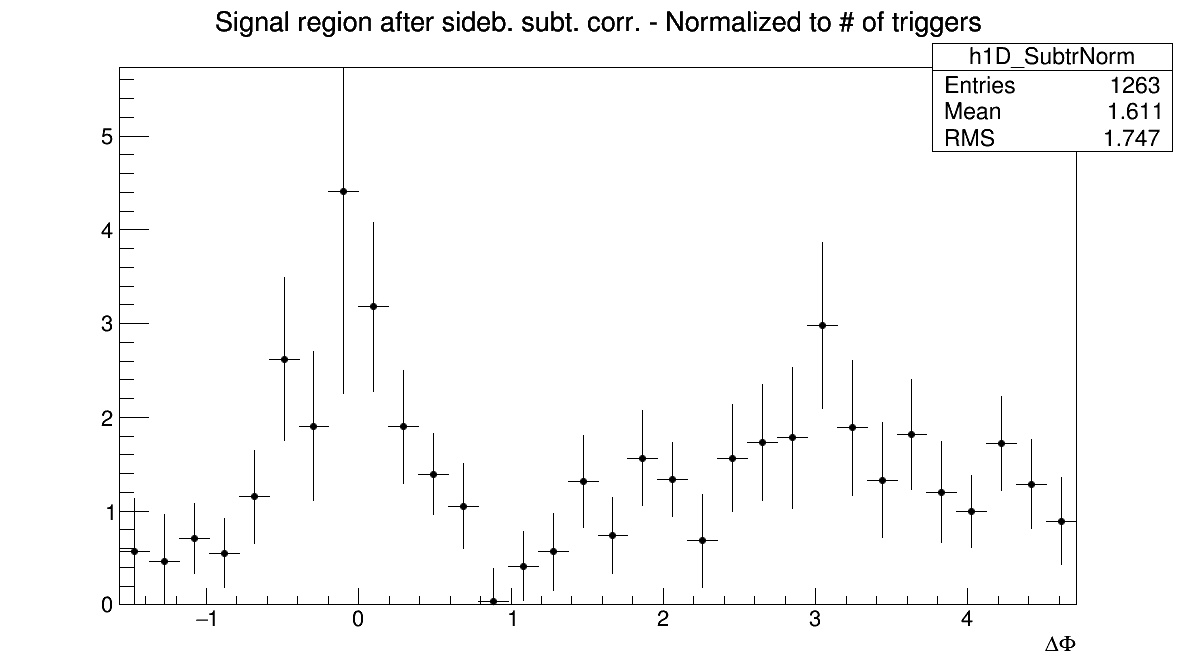 Signal region after sideb. subt. corr. - Normalized to # of triggers
h1D_SubtrNorm
Entries 1263
Mean 1.611
RMS 1.747
5
4
3
2
1
0
−1 0 1 2 3 4
ΔΦ